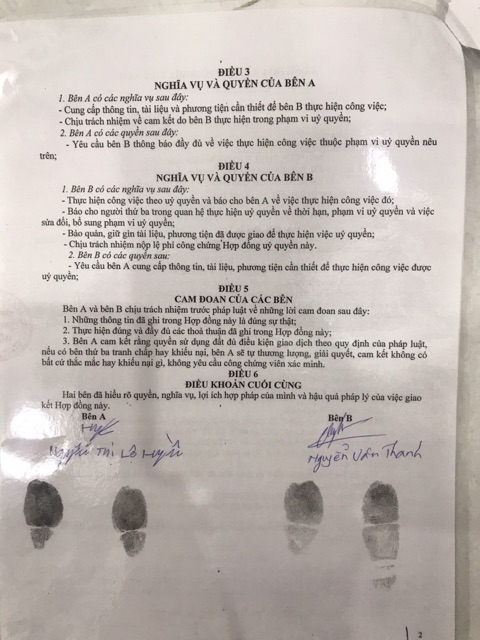 ĐIỀU 3
NGHĨA VỤ VÀ QUYỀN CỦA BÊN A
1. Bên A có các nghĩa vụ sau đây:
- Cung cấp thông tin, tài liệu và phương tiện cần thiết để bên B thực hiện công việc;
- Chịu trách nhiệm về cam kết do bên B thực hiện trong phạm vi uỷ quyền;
2. Bên A có các quyền sau đây:
- Yêu cầu bên B thông báo đầy đủ về việc thực hiện công việc thuộc phạm vi uỷ quyền nêu
trên;
ĐIỀU 4
NGHĨA VỤ VÀ QUYỀN CỦA BÊN B
1. Bên B có các nghĩa vụ sau đây:
- Thực hiện công việc theo uỷ quyền và báo cho bên A về việc thực hiện công việc đó;
- Báo cho người thứ ba trong quan hệ thực hiện uỷ quyền về thời hạn, phạm vi uỷ quyền và việc
sửa đổi, bổ sung phạm vi uỷ quyền;
- Bảo quản, giữ gìn tài liệu, phương tiện đã được giao để thực hiện việc uỷ quyền;
- Chịu trách nhiệm nộp lệ phí công chứng Hợp đồng uỷ quyền này.
2. Bên B có các quyền sau:
- Yêu cầu bên A cung cấp thông tin, tài liệu, phương tiện cần thiết để thực hiện công việc được
uỷ quyền;
ĐIỀU 5
CAM ĐOAN CỦA CÁC BÊN
Bên A và bên B chịu trách nhiệm trước pháp luật về những lời cam đoan sau đây:
1. Những thông tin đã ghi trong Hợp đồng này là đúng sự thật;
2. Thực hiện đúng và đầy đủ các thoả thuận đã ghi trong Hợp đồng này;
3. Bên A cam kết rằng quyền sử dụng đất đủ điều kiện giao dịch theo quy định của pháp luật,
nếu có bên thứ ba tranh chấp hay khiếu nại, bên A sẽ tự thương lượng, giải quyết, cam kết không có
bất cứ thắc mắc hay khiếu nại gì, không yêu cầu công chứng viên xác minh.
ĐIỀU 6
ĐIỀU KHOẢN CUỐI CÙNG
Hai bên đã hiểu rõ quyền, nghĩa vụ, lợi ích hợp pháp của mình và hậu quả pháp lý của việc giao
kết Hợp đồng này.
Bên A
Bên B
Thị Lô Huyền
Nguyễn Văn Thanh
2